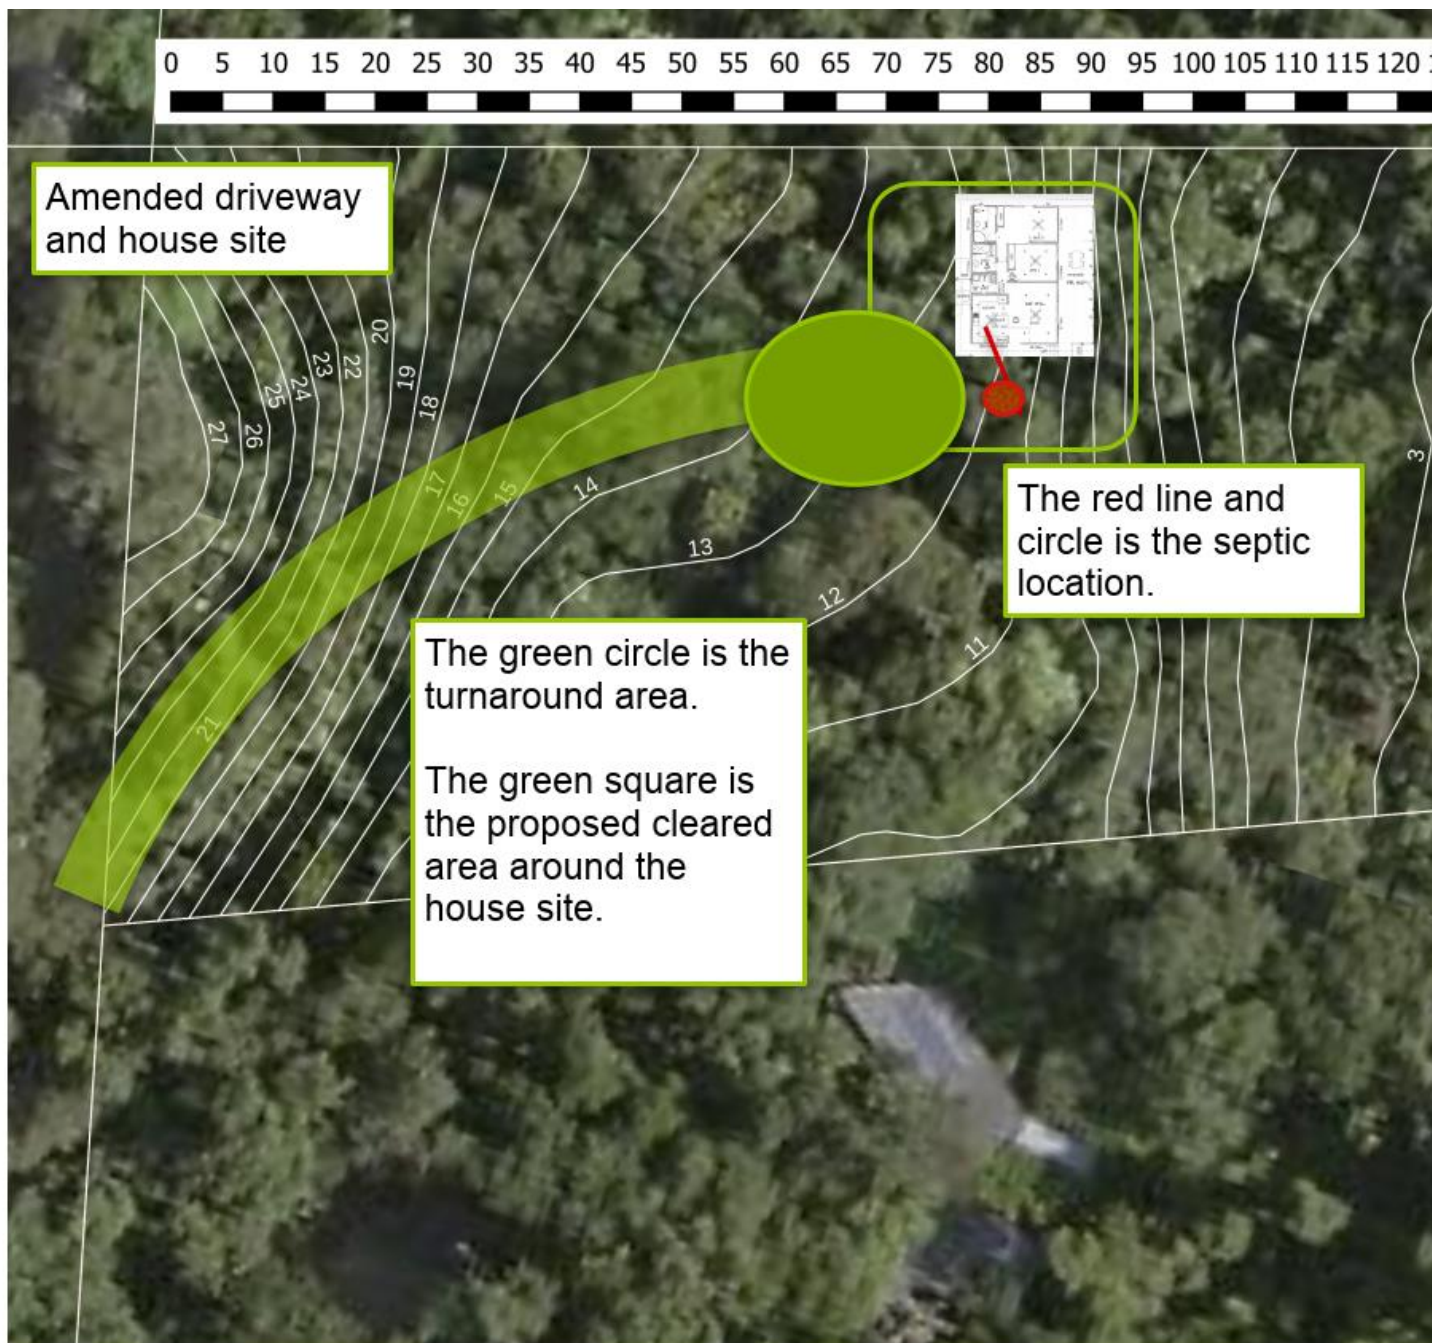 0 5 10 15 20 25 30 35 40 45 50 55 60 65 70 75 80 85 90 95 100 105 110 115 120
Amended driveway
and house site
20
23
22
24
25
19
18
27
26
17
16
15
14
13
12
11
21
3
The red line and
circle is the septic
location.
The green circle is the
turnaround area.
The green square is
the proposed cleared
area around the
house site.